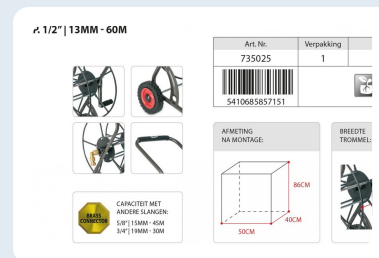 r. 1/2" | 13MM - 60M
Art. Nr. Verpakking
735025 1
5410685857151
AFMETING
NA MONTAGE:
BREEDTE
TROMMEL:
86CM
40CM
50CM
BRASS
CONNECTOR
CAPACITEIT MET
ANDERE SLANGEN:
5/8" | 15MM - 45M
3/4" | 19MM - 30M